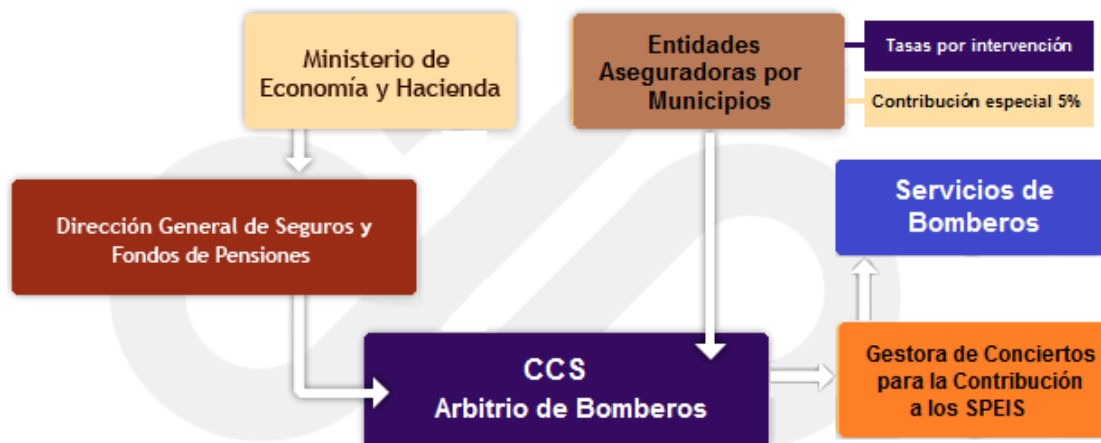 Ministerio de
Economía y Hacienda
Entidades
Aseguradoras por
Municipios
Tasas por intervención
Contribución especial 5%
Dirección General de Seguros y
Fondos de Pensiones
Servicios de
Bomberos
CCS
Arbitrio de Bomberos
Gestora de Conciertos
para la Contribución
a los SPEIS